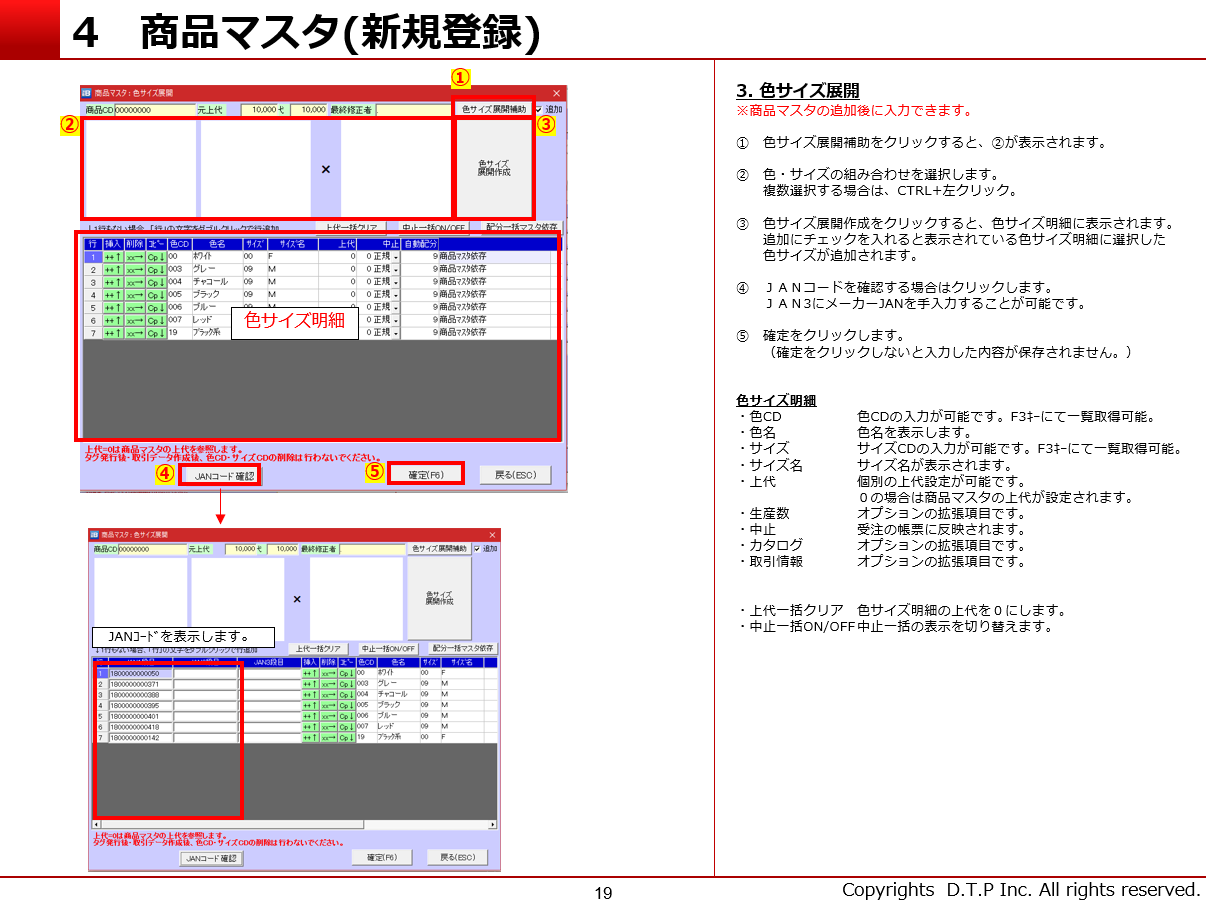 4　商品マスタ(新規登録)
①
商品マスタ：色サイズ展開
商品CD 00000000 元上代 10,000 10,000 最終修正者 色サイズ展開補助 追加
②
③
×
色サイズ
展開作成
上代一括クリア 中止一括ON/OFF 配分一括マスタ依存
行 挿入 削除 ｺﾋﾟｰ 色CD 色名 ｻｲｽﾞ ｻｲｽﾞ名 上代 中止 自動配分
1 ++↑ xx→ Cp↓ 00 ﾎﾜｲﾄ 00 F 0 0 正規 9 商品ﾏｽﾀ依存
2 ++↑ xx→ Cp↓ 003 グレー 09 M 0 0 正規 9 商品ﾏｽﾀ依存
3 ++↑ xx→ Cp↓ 004 チャコール 09 M 0 0 正規 9 商品ﾏｽﾀ依存
4 ++↑ xx→ Cp↓ 005 ブラック 09 M 0 0 正規 9 商品ﾏｽﾀ依存
5 ++↑ xx→ Cp↓ 006 ブルー 09 M 0 0 正規 9 商品ﾏｽﾀ依存
6 ++↑ xx→ Cp↓ 007 レッド 0 正規 9 商品ﾏｽﾀ依存
7 ++↑ xx→ Cp↓ 19 ﾌﾞﾗｯｸ系 0 正規 9 商品ﾏｽﾀ依存
色サイズ明細
上代=0は商品マスタの上代を参照します。
タグ発行後・取引データ作成後、色CD・サイズCDの削除は行わないでください。
④ JANコード確認 ⑤ 確定(F6) 戻る(ESC)
商品マスタ：色サイズ展開
商品CD 00000000 元上代 10,000 10,000 最終修正者 色サイズ展開補助 追加
×
色サイズ
展開作成
JANｺｰﾄﾞを表示します。
↓1行もない場合、「行」の文字をダブルクリックで行追加 上代一括クリア 中止一括ON/OFF 配分一括マスタ依存
JAN3段目 挿入 削除 ｺﾋﾟｰ 色CD 色名 ｻｲｽﾞ ｻｲｽﾞ名
1 1800000000050 ++↑ xx→ Cp↓ 00 ﾎﾜｲﾄ 00 F
2 1800000000371 ++↑ xx→ Cp↓ 003 グレー 09 M
3 1800000000388 ++↑ xx→ Cp↓ 004 チャコール 09 M
4 1800000000395 ++↑ xx→ Cp↓ 005 ブラック 09 M
5 1800000000401 ++↑ xx→ Cp↓ 006 ブルー 09 M
6 1800000000418 ++↑ xx→ Cp↓ 007 レッド 09 M
7 1800000000142 ++↑ xx→ Cp↓ 19 ﾌﾞﾗｯｸ系 00 F
上代=0は商品マスタの上代を参照します。
タグ発行後・取引データ作成後、色CD・サイズCDの削除は行わないでください。
JANコード確認 確定(F6) 戻る(ESC)
3. 色サイズ展開
※商品マスタの追加後に入力できます。
①　色サイズ展開補助をクリックすると、②が表示されます。
②　色・サイズの組み合わせを選択します。
複数選択する場合は、CTRL+左クリック。
③　色サイズ展開作成をクリックすると、色サイズ明細に表示されます。
追加にチェックを入れると表示されている色サイズ明細に選択した
色サイズが追加されます。
④　ＪＡＮコードを確認する場合はクリックします。
ＪＡＮ3にメーカーJANを手入力することが可能です。
⑤　確定をクリックします。
（確定をクリックしないと入力した内容が保存されません。）
色サイズ明細
・色CD　色CDの入力が可能です。F3ｷｰにて一覧取得可能。
・色名　色名を表示します。
・サイズ　サイズCDの入力が可能です。F3ｷｰにて一覧取得可能。
・サイズ名　サイズ名が表示されます。
・上代　個別の上代設定が可能です。
０の場合は商品マスタの上代が設定されます。
・生産数　オプションの拡張項目です。
・中止　受注の帳票に反映されます。
・カタログ　オプションの拡張項目です。
・取引情報　オプションの拡張項目です。
・上代一括クリア　色サイズ明細の上代を０にします。
・中止一括ON/OFF 中止一括の表示を切り替えます。
19
Copyrights D.T.P Inc. All rights reserved.